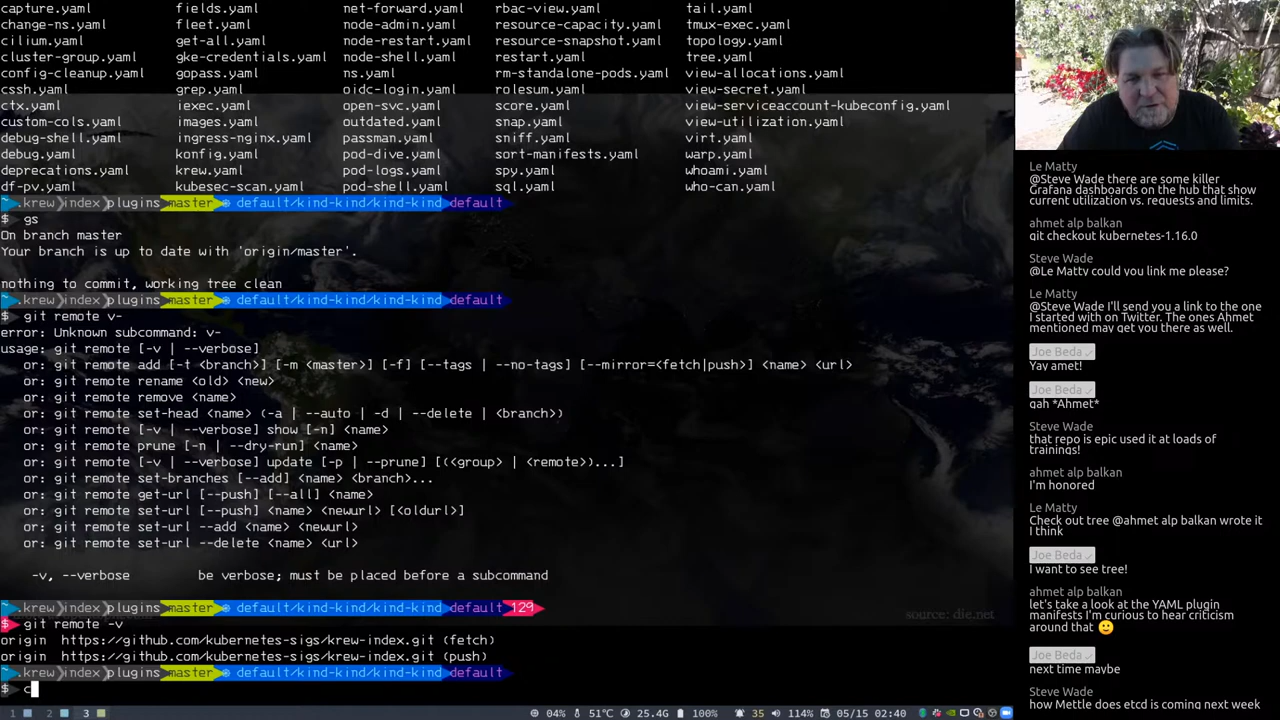 capture.yaml fields.yaml net-forward.yaml rbac-view.yaml tail.yaml
change-ns.yaml fleet.yaml node-admin.yaml resource-capacity.yaml tmux-exec.yaml
cilium.yaml get-all.yaml node-restart.yaml resource-snapshot.yaml topology.yaml
cluster-group.yaml gke-credentials.yaml node-shell.yaml restart.yaml tree.yaml
config-cleanup.yaml gopass.yaml ns.yaml rm-standalone-pods.yaml view-allocations.yaml
cssh.yaml grep.yaml oidc-login.yaml rolesum.yaml view-secret.yaml
ctx.yaml iexec.yaml open-svc.yaml score.yaml view-serviceaccount-kubeconfig.yaml
custom-cols.yaml images.yaml outdated.yaml snap.yaml view-utilization.yaml
debug-shell.yaml ingress-nginx.yaml passman.yaml sniff.yaml virt.yaml
debug.yaml konfig.yaml pod-dive.yaml sort-manifests.yaml warp.yaml
deprecations.yaml krew.yaml pod-logs.yaml spy.yaml whoami.yaml
df-pv.yaml kubesec-scan.yaml pod-shell.yaml sql.yaml who-can.yaml
.krew index plugins master default/kind-kind/kind-kind default
$ gs
On branch master
Your branch is up to date with 'origin/master'.
nothing to commit, working tree clean
.krew index plugins master default/kind-kind/kind-kind default
$ git remote v-
error: Unknown subcommand: v-
usage: git remote [-v | --verbose]
or: git remote add [-t <branch>] [-m <master>] [-f] [--tags | --no-tags] [--mirror=<fetch|push>] <name> <url>
or: git remote rename <old> <new>
or: git remote remove <name>
or: git remote set-head <name> (-a | --auto | -d | --delete | <branch>)
or: git remote [-v | --verbose] show [-n] <name>
or: git remote prune [-n | --dry-run] <name>
or: git remote [-v | --verbose] update [-p | --prune] [(<group> | <remote>)...]
or: git remote set-branches [--add] <name> <branch>...
or: git remote get-url [--push] [--all] <name>
or: git remote set-url [--push] <name> <newurl> [<oldurl>]
or: git remote set-url --add <name> <newurl>
or: git remote set-url --delete <name> <url>
-v, --verbose be verbose; must be placed before a subcommand
.krew index plugins master default/kind-kind/kind-kind default 129
source: die.net
$ git remote -v
origin https://github.com/kubernetes-sigs/krew-index.git (fetch)
origin https://github.com/kubernetes-sigs/krew-index.git (push)
.krew index plugins master default/kind-kind/kind-kind default
$ c
1 2 3 04% 51°C 25.4G 100% 35 114% 05/15 02:40
Le Matty
@Steve Wade there are some killer
Grafana dashboards on the hub that show
current utilization vs. requests and limits.
ahmet alp balkan
git checkout kubernetes-1.16.0
Steve Wade
@Le Matty could you link me please?
Le Matty
@Steve Wade I'll send you a link to the one
I started with on Twitter. The ones Ahmet
mentioned may get you there as well.
Joe Beda ✓
Yay amet!
Joe Beda ✓
gah *Ahmet*
Steve Wade
that repo is epic used it at loads of
trainings!
ahmet alp balkan
I'm honored
Le Matty
Check out tree @ahmet alp balkan wrote it
I think
Joe Beda ✓
I want to see tree!
ahmet alp balkan
let's take a look at the YAML plugin
manifests I'm curious to hear criticism
around that 🙂
Joe Beda ✓
next time maybe
Steve Wade
how Mettle does etcd is coming next week